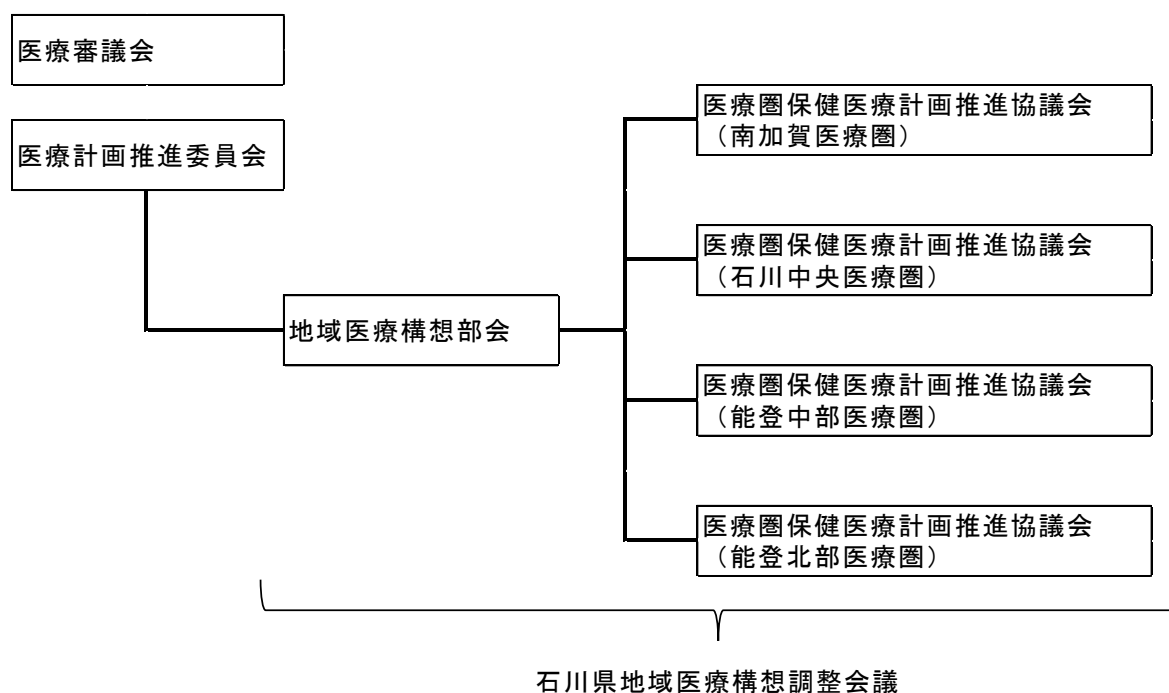 医療審議会
医療計画推進委員会
地域医療構想部会
医療圏保健医療計画推進協議会
（南加賀医療圏）
医療圏保健医療計画推進協議会
（石川中央医療圏）
医療圏保健医療計画推進協議会
（能登中部医療圏）
医療圏保健医療計画推進協議会
（能登北部医療圏）
石川県地域医療構想調整会議